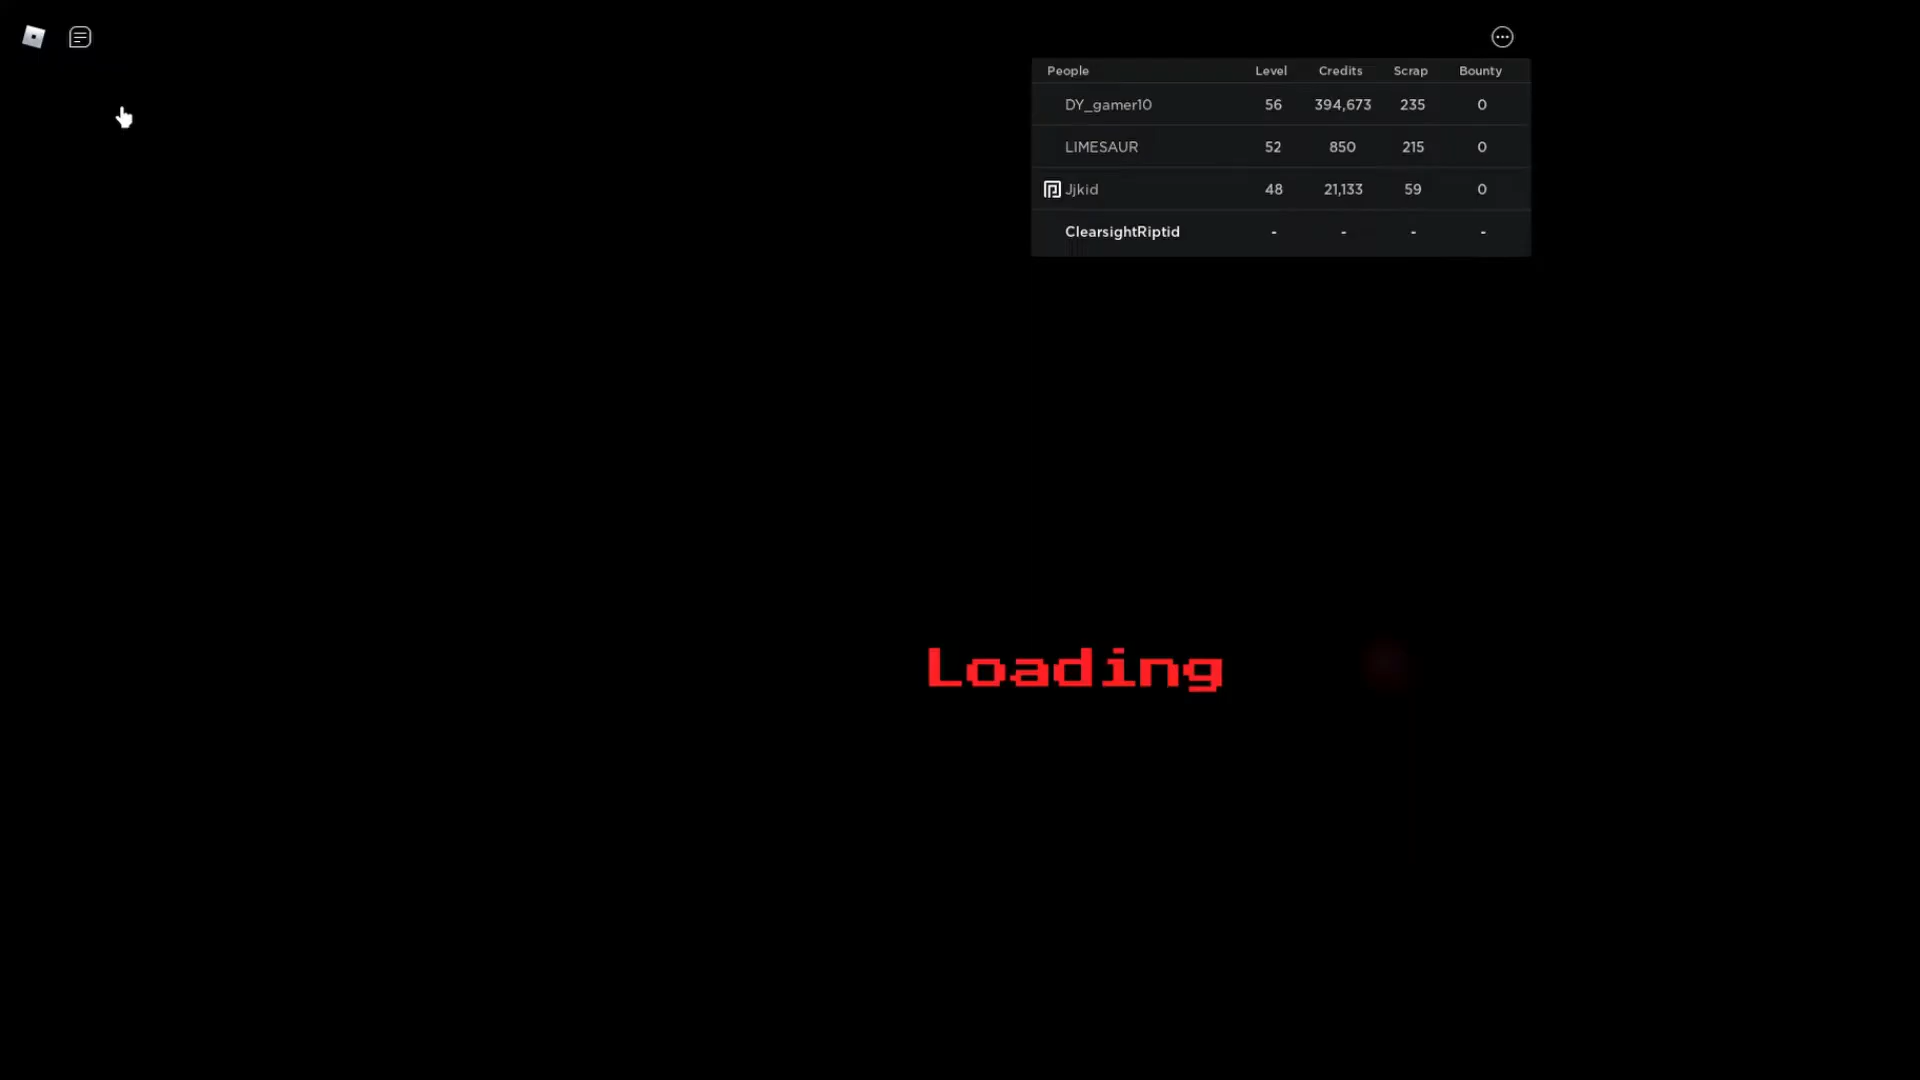 People Level Credits Scrap Bounty
DY_gamer10 56 394,673 235 0
LIMESAUR 52 850 215 0
Jjkid 48 21,133 59 0
ClearsightRiptid - - - -
Loading